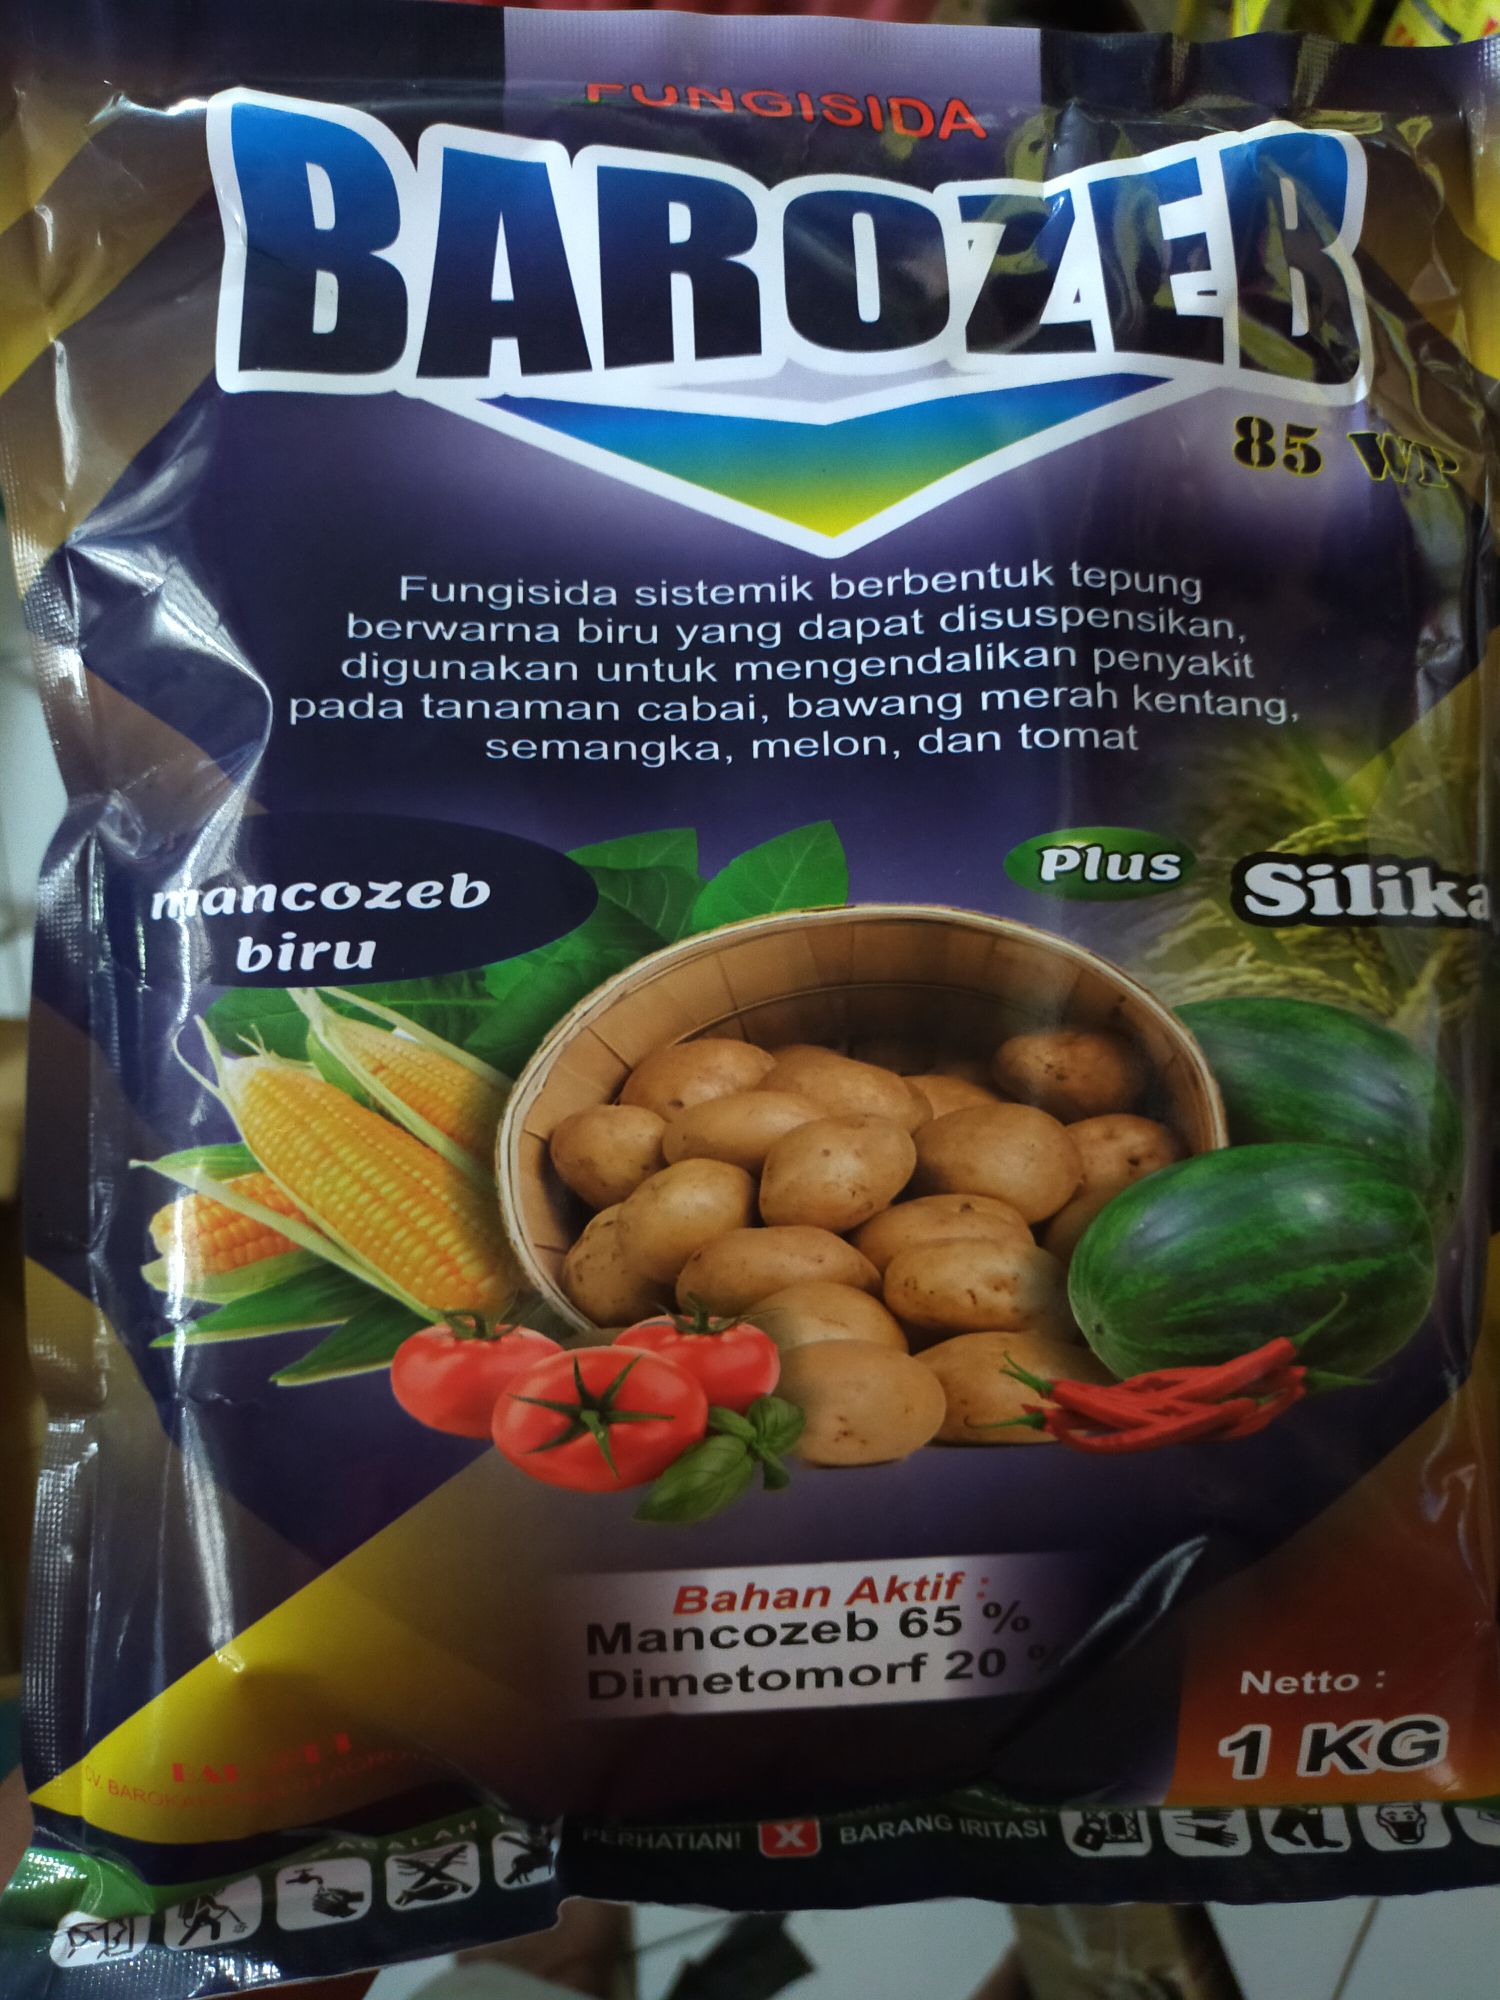 FUNGISIDA
BAROZEB
85 WP
Fungisida sistemik berbentuk tepung
berwarna biru yang dapat disuspensikan,
digunakan untuk mengendalikan penyakit
pada tanaman cabai, bawang merah kentang,
semangka, melon, dan tomat
mancozeb
biru
Plus
Silika
Bahan Aktif :
Mancozeb 65 %
Dimetomorf 20 %
Netto :
1 KG
CV.
PERHATIAN! X BARANG IRITASI